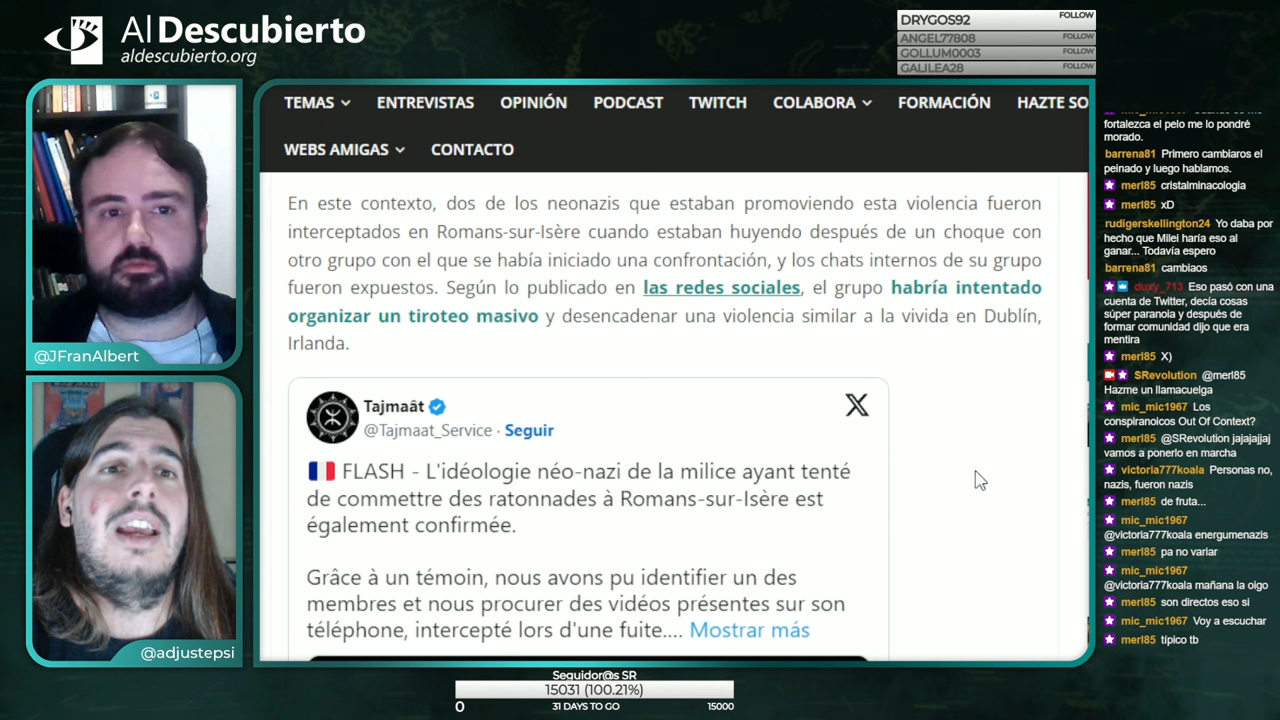 Al Descubierto
aldescubierto.org
DRYGOS92 FOLLOW
ANGEL77808 FOLLOW
GOLLUM0003 FOLLOW
GALILEA28 FOLLOW
TEMAS ENTREVISTAS OPINIÓN PODCAST TWITCH COLABORA FORMACIÓN HAZTE SO
WEBS AMIGAS CONTACTO
En este contexto, dos de los neonazis que estaban promoviendo esta violencia fueron
interceptados en Romans-sur-Isère cuando estaban huyendo después de un choque con
otro grupo con el que se había iniciado una confrontación, y los chats internos de su grupo
fueron expuestos. Según lo publicado en las redes sociales, el grupo habría intentado
organizar un tiroteo masivo y desencadenar una violencia similar a la vivida en Dublín,
Irlanda.
Tajmaât
@Tajmaat_Service · Seguir
FLASH - L'idéologie néo-nazi de la milice ayant tenté
de commettre des ratonnades à Romans-sur-Isère est
également confirmée.
Grâce à un témoin, nous avons pu identifier un des
membres et nous procurer des vidéos présentes sur son
téléphone, intercepté lors d'une fuite.... Mostrar más
@JFranAlbert
@adjustepsi
fortalezca el pelo me lo pondré
morado.
barrena81 Primero cambiaros el
peinado y luego hablamos.
merl85 cristalminacologia
merl85 xD
rudigerskellington24 Yo daba por
hecho que Milei haría eso al
ganar... Todavía espero
barrena81 cambiaos
duxy_713 Eso pasó con una
cuenta de Twitter, decía cosas
súper paranoia y después de
formar comunidad dijo que era
mentira
merl85 X)
SRevolution @merl85
Hazme un llamacuelga
mic_mic1967 Los
conspiranoicos Out Of Context?
merl85 @SRevolution jajajajjaj
vamos a ponerlo en marcha
victoria777koala Personas no,
nazis, fueron nazis
merl85 de fruta...
mic_mic1967
@victoria777koala energumenazis
merl85 pa no variar
mic_mic1967
@victoria777koala mañana la oigo
merl85 son directos eso si
mic_mic1967 Voy a escuchar
merl85 típico tb
Seguidor@s SR
15031 (100.21%)
0 31 DAYS TO GO 15000